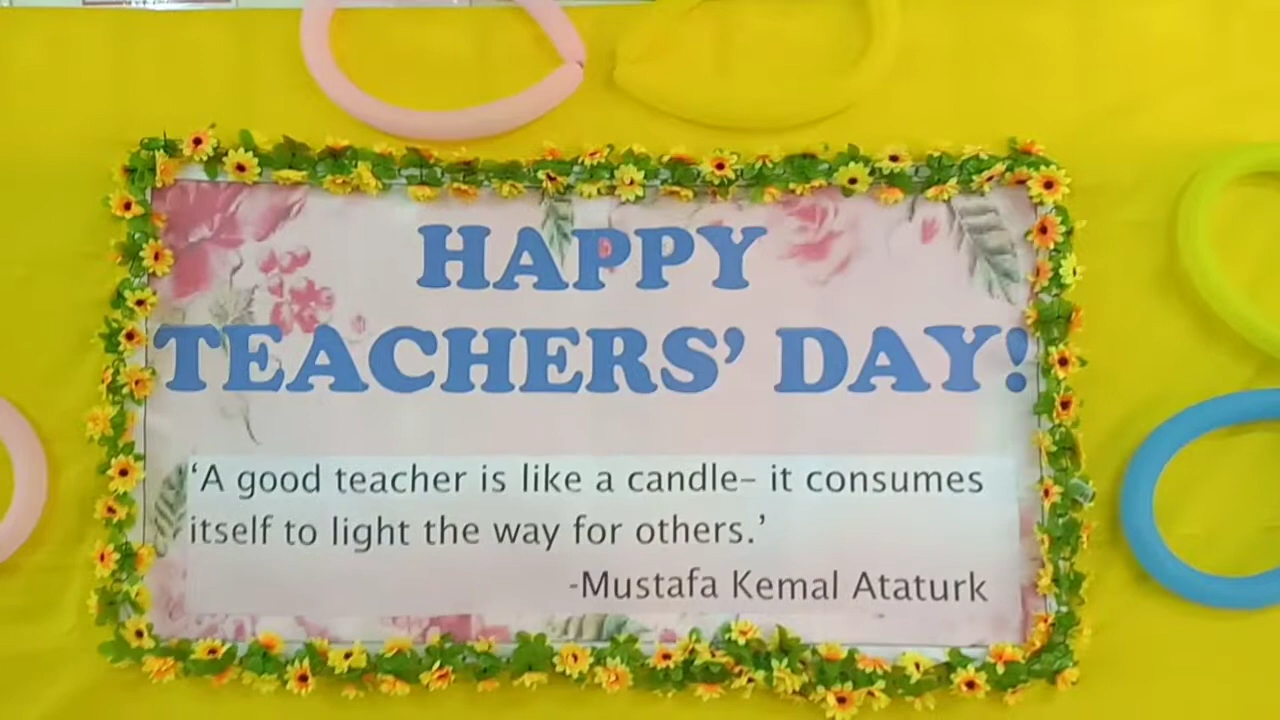 HAPPY
TEACHERS’ DAY!
‘A good teacher is like a candle– it consumes
itself to light the way for others.’
-Mustafa Kemal Ataturk